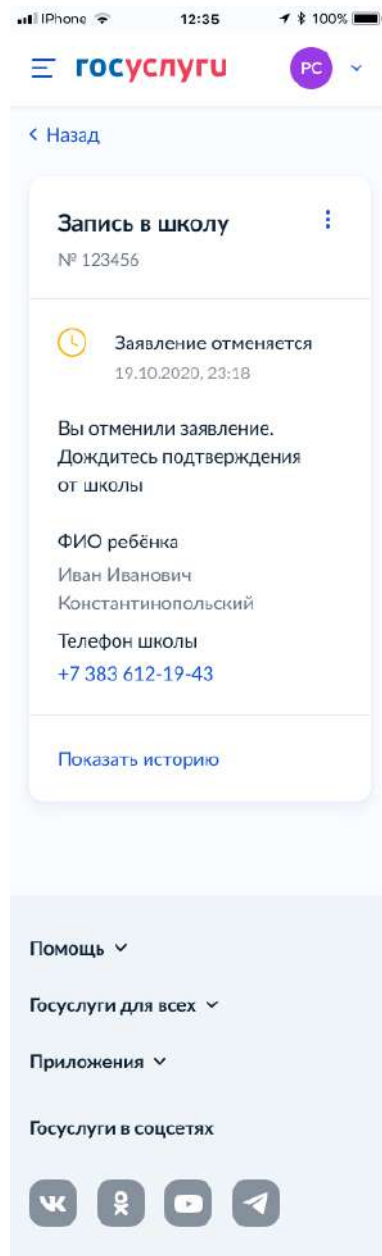 IPhone 12:35 100%
госуслуги РС
Назад
Запись в школу
№ 123456
Заявление отменяется
19.10.2020, 23:18
Вы отменили заявление.
Дождитесь подтверждения
от школы
ФИО ребёнка
Иван Иванович
Константинопольский
Телефон школы
+7 383 612-19-43
Показать историю
Помощь
Госуслуги для всех
Приложения
Госуслуги в соцсетях